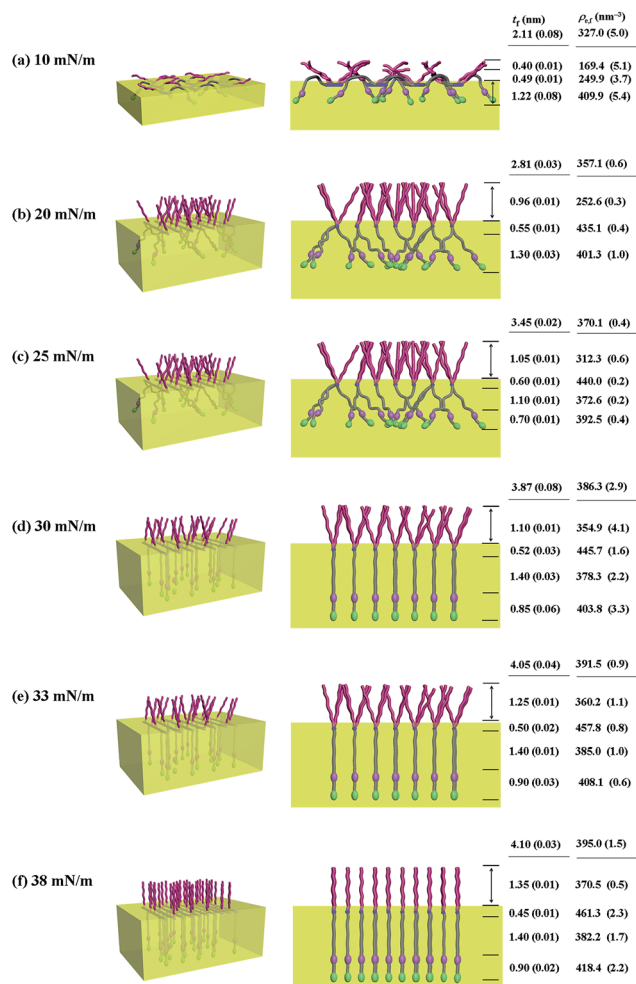 t_f (nm) ρ_e,f (nm⁻³)
2.11 (0.08) 327.0 (5.0)
(a) 10 mN/m
0.40 (0.01) 169.4 (5.1)
0.49 (0.01) 249.9 (3.7)
1.22 (0.08) 409.9 (5.4)
2.81 (0.03) 357.1 (0.6)
(b) 20 mN/m
0.96 (0.01) 252.6 (0.3)
0.55 (0.01) 435.1 (0.4)
1.30 (0.03) 401.3 (1.0)
3.45 (0.02) 370.1 (0.4)
(c) 25 mN/m
1.05 (0.01) 312.3 (0.6)
0.60 (0.01) 440.0 (0.2)
1.10 (0.01) 372.6 (0.2)
0.70 (0.01) 392.5 (0.4)
3.87 (0.08) 386.3 (2.9)
(d) 30 mN/m
1.10 (0.01) 354.9 (4.1)
0.52 (0.03) 445.7 (1.6)
1.40 (0.03) 378.3 (2.2)
0.85 (0.06) 403.8 (3.3)
4.05 (0.04) 391.5 (0.9)
(e) 33 mN/m
1.25 (0.01) 360.2 (1.1)
0.50 (0.02) 457.8 (0.8)
1.40 (0.01) 385.0 (1.0)
0.90 (0.03) 408.1 (0.6)
4.10 (0.03) 395.0 (1.5)
(f) 38 mN/m
1.35 (0.01) 370.5 (0.5)
0.45 (0.01) 461.3 (2.3)
1.40 (0.01) 382.2 (1.7)
0.90 (0.02) 418.4 (2.2)